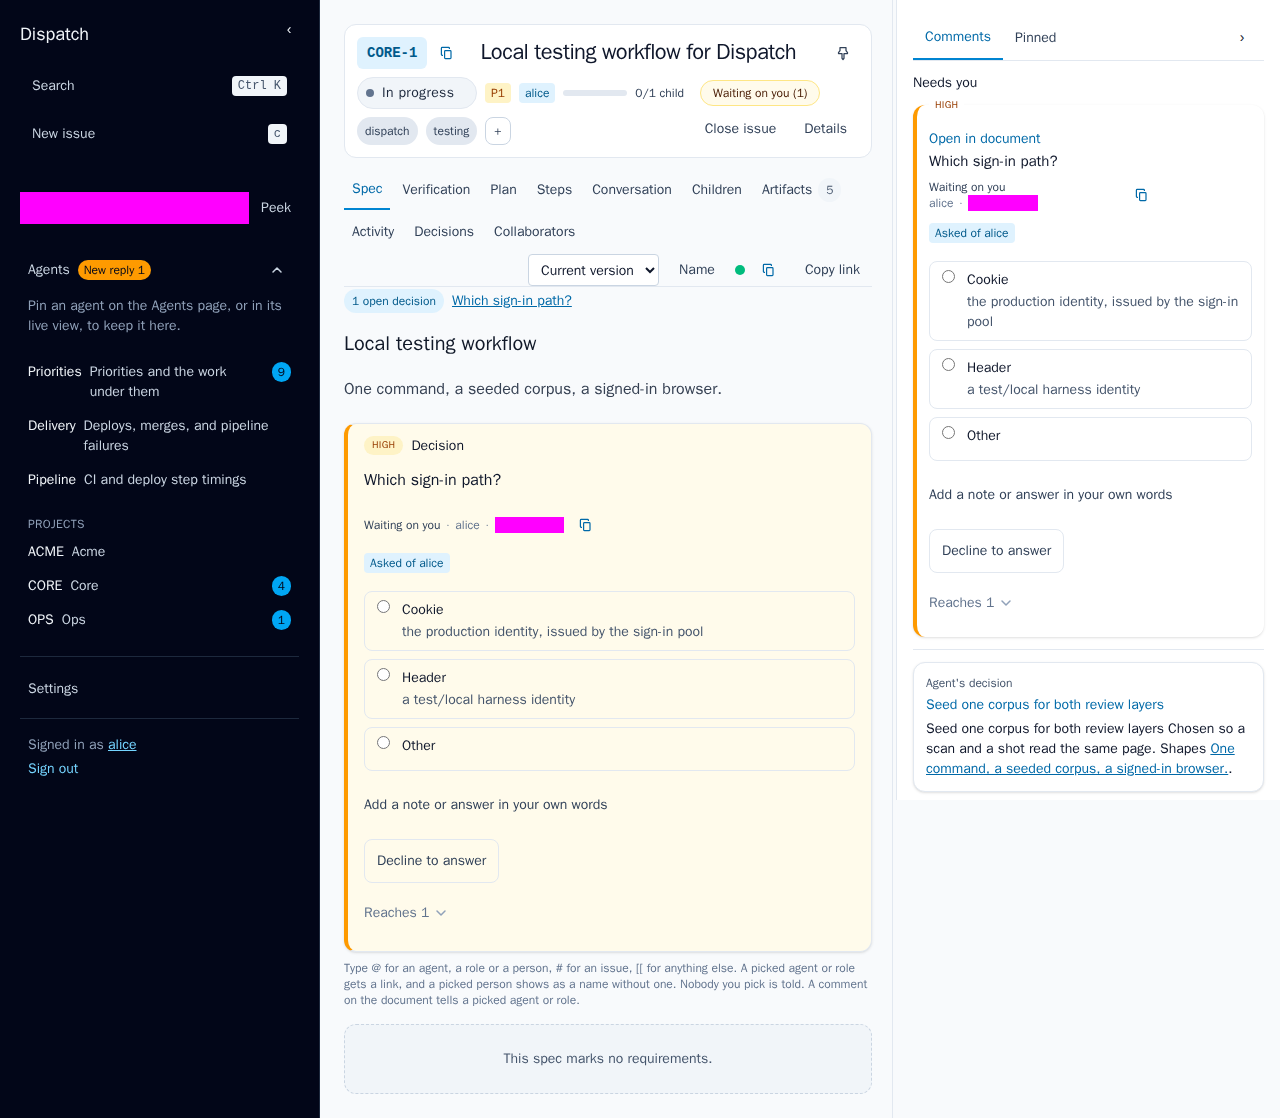 Dispatch
Search
Ctrl K
New issue
C
Peek
Agents
New reply 1
Pin an agent on the Agents page, or in its
live view, to keep it here.
Priorities
Priorities and the work
under them
9
Delivery
Deploys, merges, and pipeline
failures
Pipeline
CI and deploy step timings
PROJECTS
ACME Acme
CORE Core
4
OPS Ops
1
Settings
Signed in as alice
Sign out
CORE-1
Local testing workflow for Dispatch
In progress
P1
alice
0/1 child
Waiting on you (1)
dispatch
testing
+
Close issue
Details
Spec
Verification
Plan
Steps
Conversation
Children
Artifacts
5
Activity
Decisions
Collaborators
Current version
Name
Copy link
1 open decision
Which sign-in path?
Local testing workflow
One command, a seeded corpus, a signed-in browser.
HIGH
Decision
Which sign-in path?
Waiting on you · alice ·
Asked of alice
Cookie
the production identity, issued by the sign-in pool
Header
a test/local harness identity
Other
Add a note or answer in your own words
Decline to answer
Reaches 1
Type @ for an agent, a role or a person, # for an issue, [[ for anything else. A picked agent or role
gets a link, and a picked person shows as a name without one. Nobody you pick is told. A comment
on the document tells a picked agent or role.
This spec marks no requirements.
Comments
Pinned
Needs you
HIGH
Open in document
Which sign-in path?
Waiting on you
alice ·
Asked of alice
Cookie
the production identity, issued by the sign-in
pool
Header
a test/local harness identity
Other
Add a note or answer in your own words
Decline to answer
Reaches 1
Agent's decision
Seed one corpus for both review layers
Seed one corpus for both review layers Chosen so a
scan and a shot read the same page. Shapes One
command, a seeded corpus, a signed-in browser..